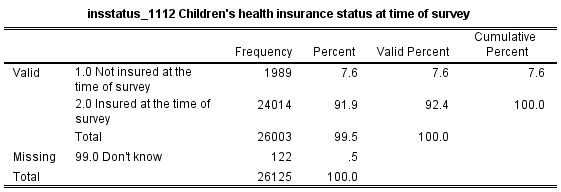 insstatus_1112 Children's health insurance status at time of survey
Frequency Percent Valid Percent Cumulative Percent
Valid 1.0 Not insured at the time of survey 1989 7.6 7.6 7.6
2.0 Insured at the time of survey 24014 91.9 92.4 100.0
Total 26003 99.5 100.0
Missing 99.0 Don't know 122 .5
Total 26125 100.0